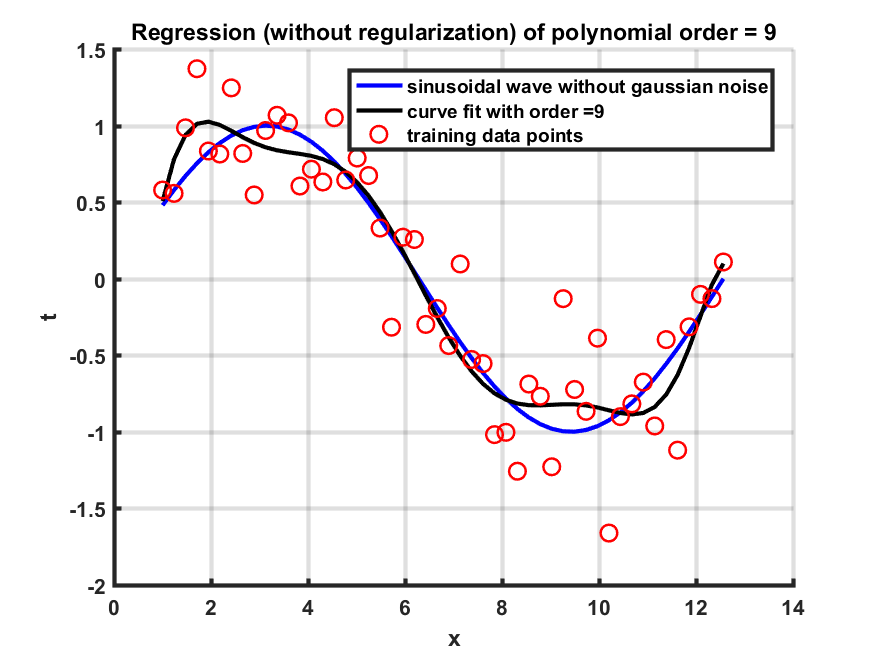 Regression (without regularization) of polynomial order = 9
1.5
1
0.5
0
-0.5
-1
-1.5
-2
t
sinusoidal wave without gaussian noise
curve fit with order =9
training data points
0 2 4 6 8 10 12 14
x